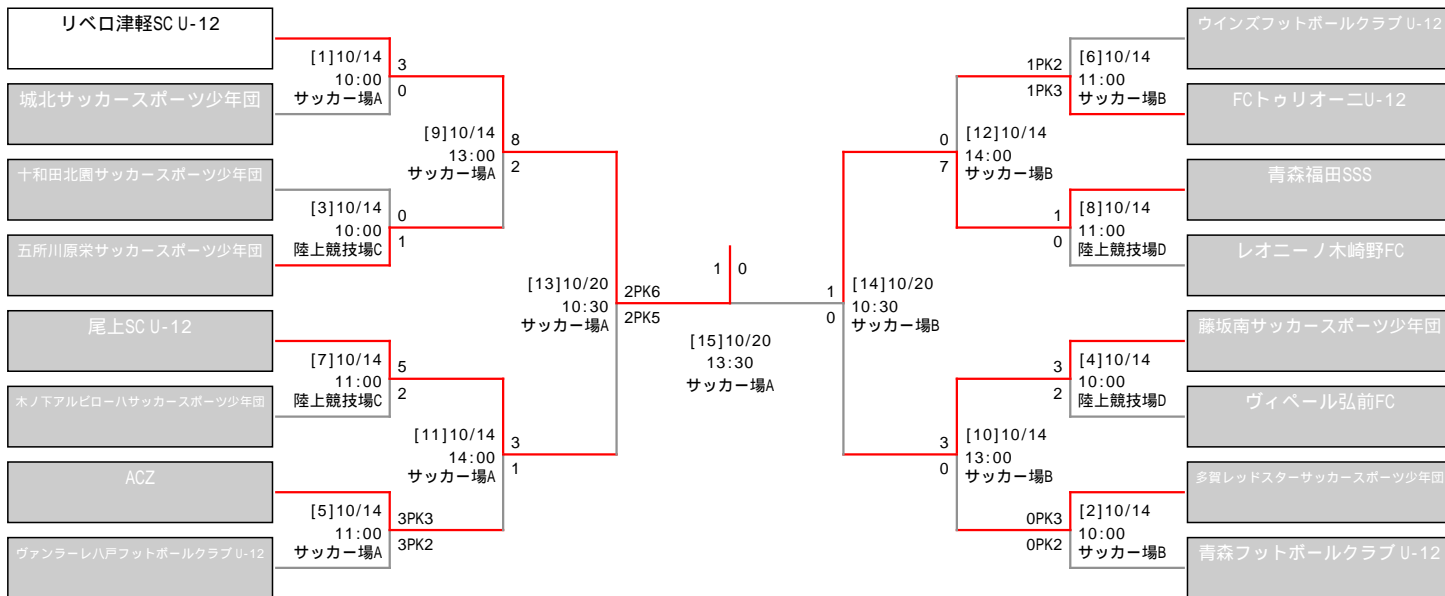 リベロ津軽SC U-12
[1]10/14
10:00
サッカー場A
3
0
城北サッカースポーツ少年団
[9]10/14
13:00
サッカー場A
8
2
十和田北園サッカースポーツ少年団
[3]10/14
10:00
陸上競技場C
0
1
五所川原栄サッカースポーツ少年団
[13]10/20
10:30
サッカー場A
2PK6
2PK5
尾上SC U-12
[7]10/14
11:00
陸上競技場C
5
2
木ノ下アルビローハサッカースポーツ少年団
[11]10/14
14:00
サッカー場A
3
1
ACZ
[5]10/14
11:00
サッカー場A
3PK3
3PK2
ヴァンラーレ八戸フットボールクラブ U-12
1 0
[15]10/20
13:30
サッカー場A
ウインズフットボールクラブ U-12
1PK2
1PK3
[6]10/14
11:00
サッカー場B
FCトゥリオーニU-12
0
7
[12]10/14
14:00
サッカー場B
青森福田SSS
1
0
[8]10/14
11:00
陸上競技場D
レオニーノ木崎野FC
1
0
[14]10/20
10:30
サッカー場B
藤坂南サッカースポーツ少年団
3
2
[4]10/14
10:00
陸上競技場D
ヴィペール弘前FC
3
0
[10]10/14
13:00
サッカー場B
多賀レッドスターサッカースポーツ少年団
0PK3
0PK2
[2]10/14
10:00
サッカー場B
青森フットボールクラブ U-12